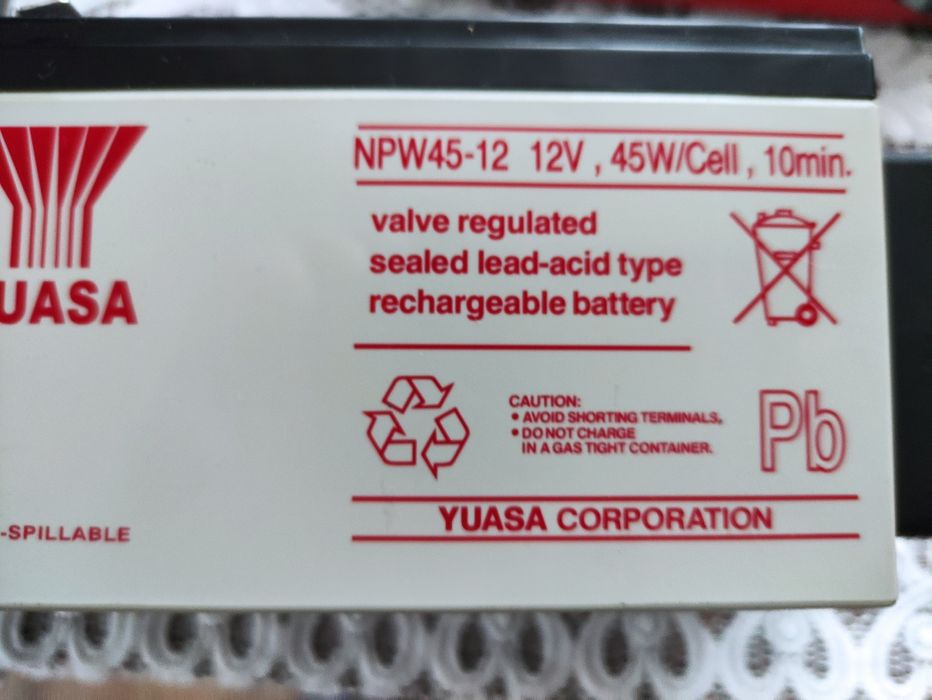 YUASA
NPW45-12 12V , 45W/Cell , 10min.
valve regulated
sealed lead-acid type
rechargeable battery
CAUTION:
• AVOID SHORTING TERMINALS.
• DO NOT CHARGE
IN A GAS TIGHT CONTAINER.
Pb
-SPILLABLE
YUASA CORPORATION